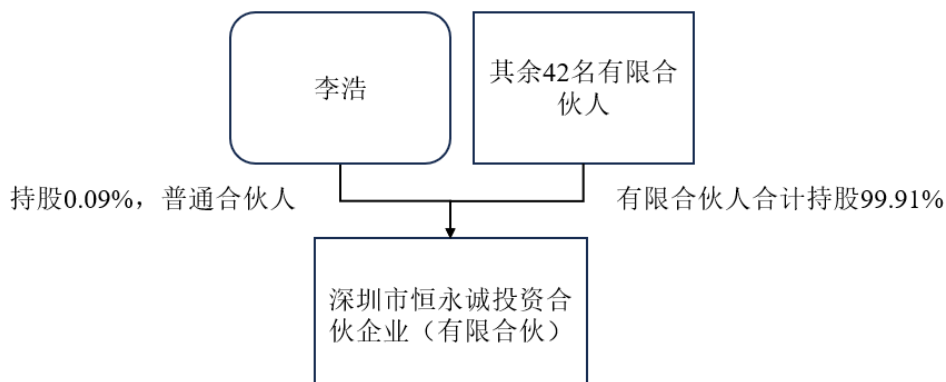 李浩
其余42名有限合
伙人
持股0.09%，普通合伙人
有限合伙人合计持股99.91%
深圳市恒永诚投资合
伙企业（有限合伙）